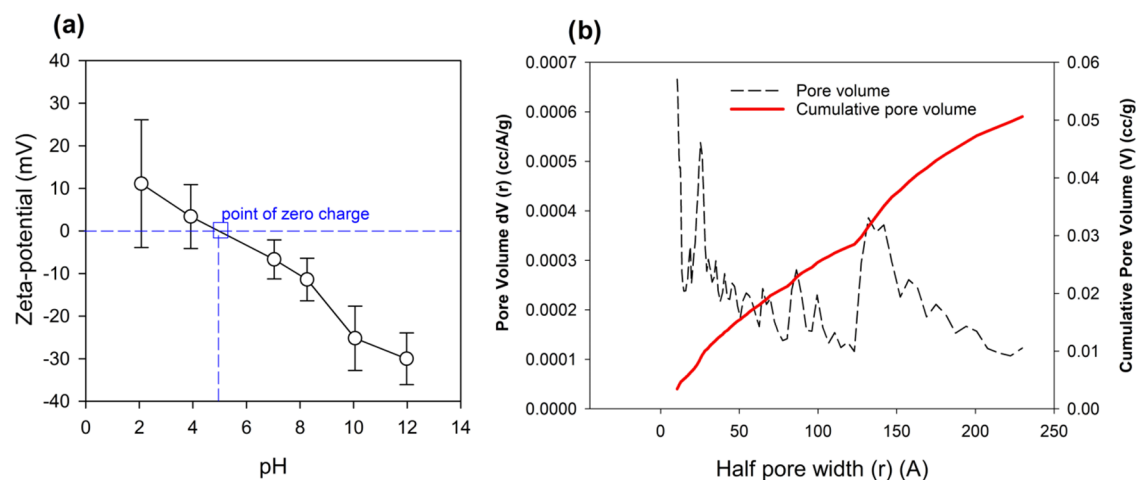 (a)
40
30
20
10
0
-10
-20
-30
-40
Zeta-potential (mV)
point of zero charge
0 2 4 6 8 10 12 14
pH
(b)
0.0007
0.0006
0.0005
0.0004
0.0003
0.0002
0.0001
0.0000
Pore Volume dV (r) (cc/A/g)
Pore volume
Cumulative pore volume
0.06
0.05
0.04
0.03
0.02
0.01
0.00
Cumulative Pore Volume (V) (cc/g)
0 50 100 150 200 250
Half pore width (r) (A)